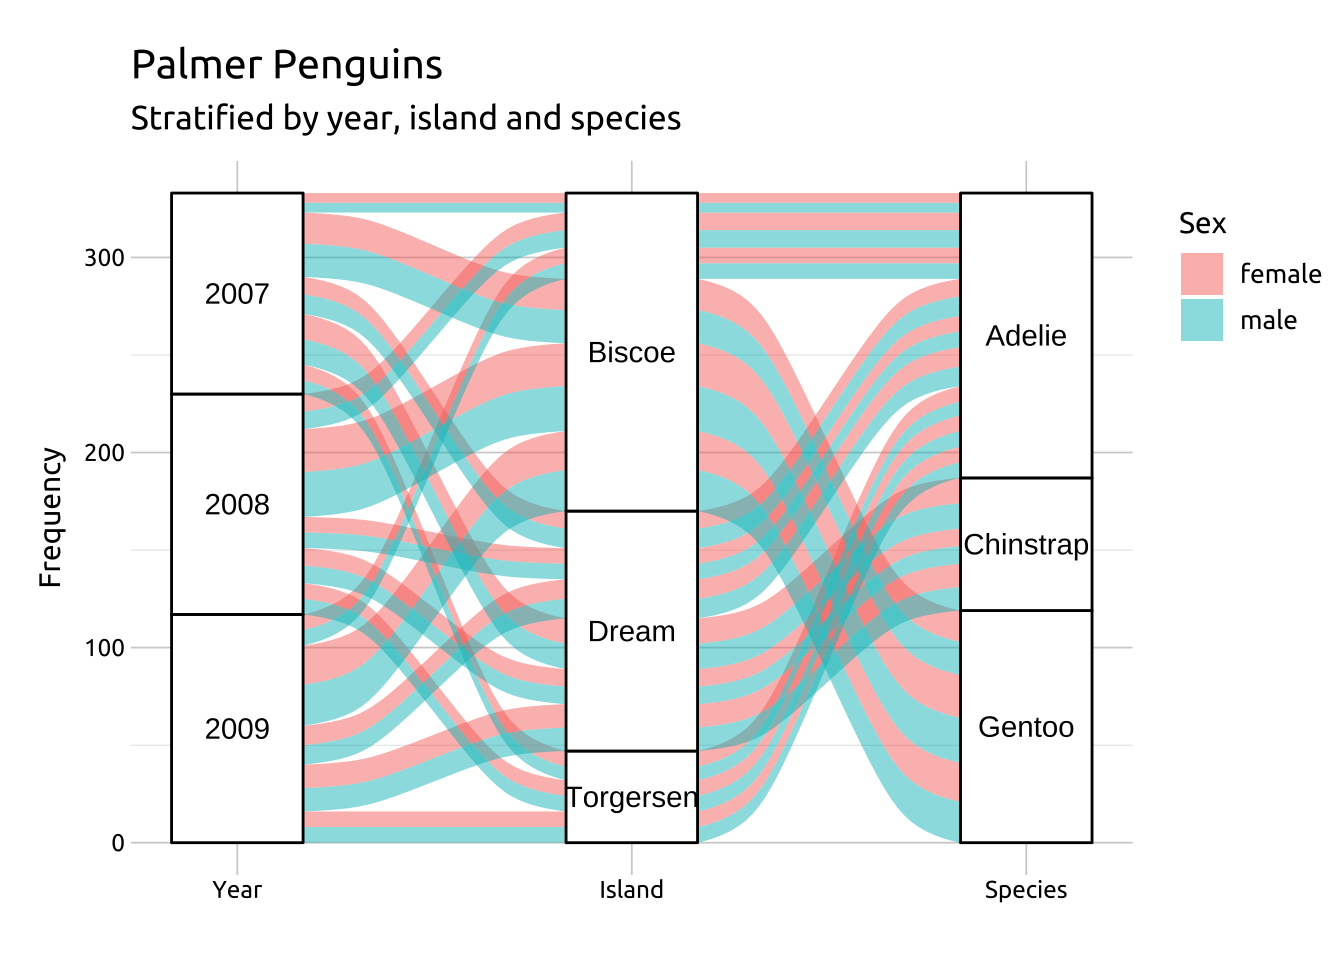 Palmer Penguins
Stratified by year, island and species
Frequency
300
200
100
0
2007
2008
2009
Biscoe
Dream
Torgersen
Adelie
Chinstrap
Gentoo
Year
Island
Species
Sex
female
male